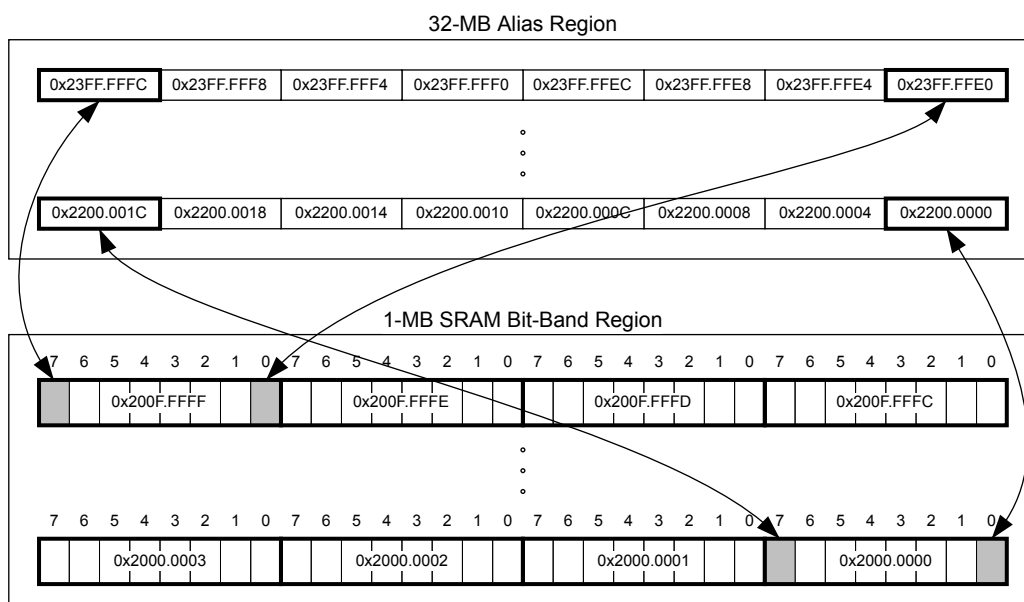 32-MB Alias Region
0x23FF.FFFC 0x23FF.FFF8 0x23FF.FFF4 0x23FF.FFF0 0x23FF.FFEC 0x23FF.FFE8 0x23FF.FFE4 0x23FF.FFE0
0x2200.001C 0x2200.0018 0x2200.0014 0x2200.0010 0x2200.000C 0x2200.0008 0x2200.0004 0x2200.0000
1-MB SRAM Bit-Band Region
7 6 5 4 3 2 1 0 7 6 5 4 3 2 1 0 7 6 5 4 3 2 1 0 7 6 5 4 3 2 1 0
0x200F.FFFF 0x200F.FFFE 0x200F.FFFD 0x200F.FFFC
7 6 5 4 3 2 1 0 7 6 5 4 3 2 1 0 7 6 5 4 3 2 1 0 7 6 5 4 3 2 1 0
0x2000.0003 0x2000.0002 0x2000.0001 0x2000.0000